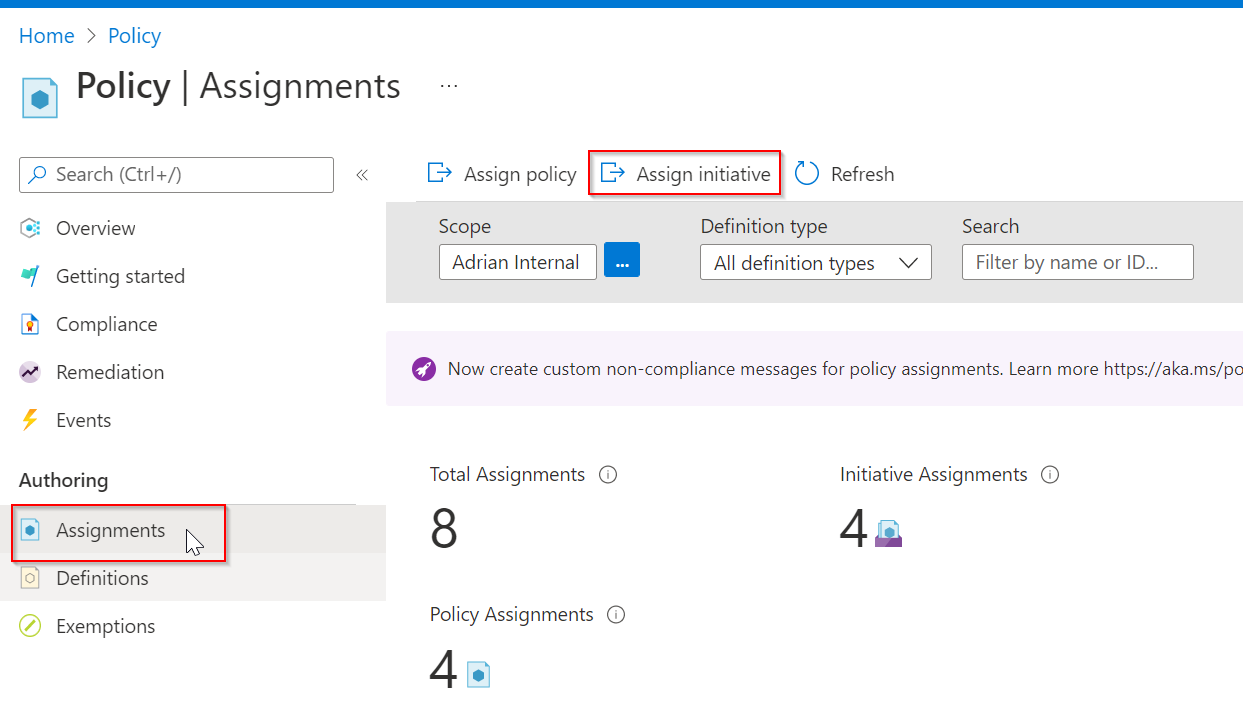 Home > Policy
Policy | Assignments ...
Search (Ctrl+/) «
Overview
Getting started
Compliance
Remediation
Events
Authoring
Assignments
Definitions
Exemptions
Assign policy Assign initiative Refresh
Scope Definition type Search
Adrian Internal ... All definition types Filter by name or ID...
Now create custom non-compliance messages for policy assignments. Learn more https://aka.ms/po
Total Assignments Initiative Assignments
8 4
Policy Assignments
4